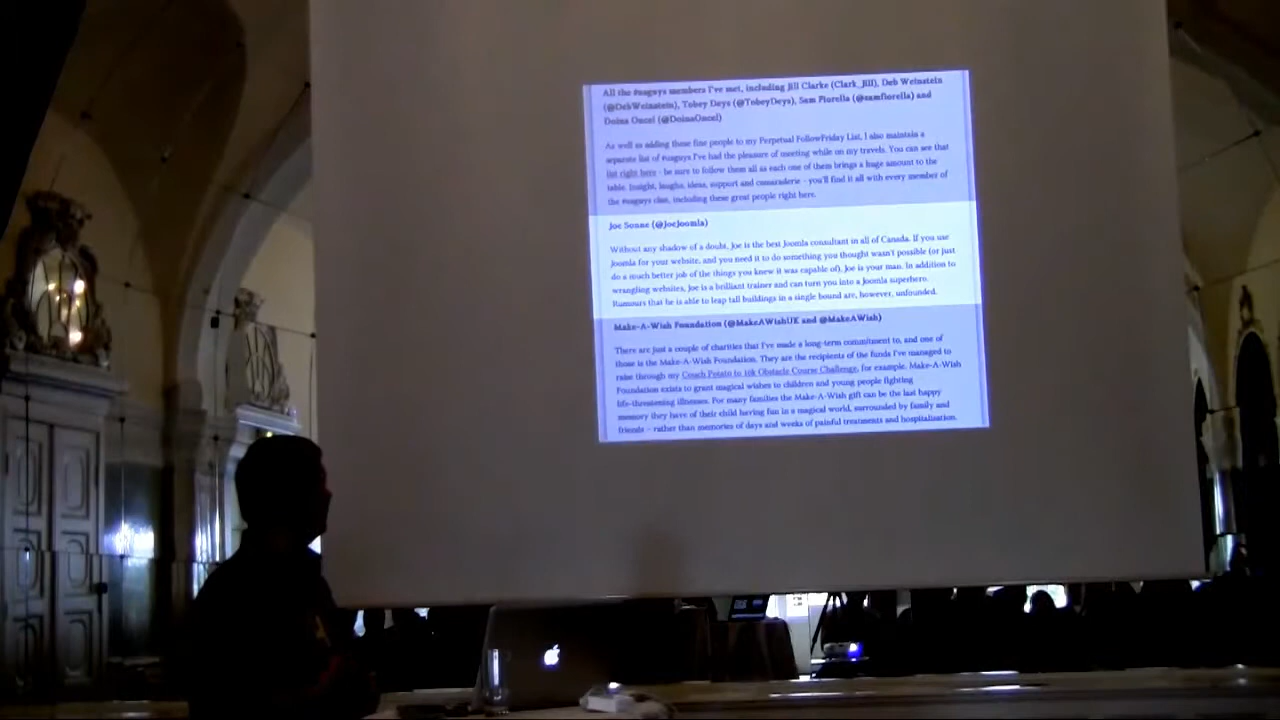 All the #usguys members I've met, including Jill Clarke (Clark_Jill), Deb Weinstein
(@DebWeinstein), Tobey Deys (@TobeyDeys), Sam Fiorella (@samfiorella) and
Doina Oncel (@DoinaOncel)
As well as adding these fine people to my Perpetual FollowFriday List, I also maintain a
separate list of #usguys I've had the pleasure of meeting while on my travels. You can see that
list right here - be sure to follow them all as each one of them brings a huge amount to the
table. Insight, laughs, ideas, support and camaraderie - you'll find it all with every member of
the #usguys clan, including these great people right here.
Joe Sonne (@JoeJoomla)
Without any shadow of a doubt, Joe is the best Joomla consultant in all of Canada. If you use
Joomla for your website, and you need it to do something you thought wasn't possible (or just
do a much better job of the things you knew it was capable of), Joe is your man. In addition to
wrangling websites, Joe is a brilliant trainer and can turn you into a Joomla superhero.
Rumours that he is able to leap tall buildings in a single bound are, however, unfounded.
Make-A-Wish Foundation (@MakeAWishUK and @MakeAWish)
There are just a couple of charities that I've made a long-term commitment to, and one of
those is the Make-A-Wish Foundation. They are the recipients of the funds I've managed to
raise through my Couch Potato to 10k Obstacle Course Challenge, for example. Make-A-Wish
Foundation exists to grant magical wishes to children and young people fighting
life-threatening illnesses. For many families the Make-A-Wish gift can be the last happy
memory they have of their child having fun in a magical world, surrounded by family and
friends - rather than memories of days and weeks of painful treatments and hospitalisation.